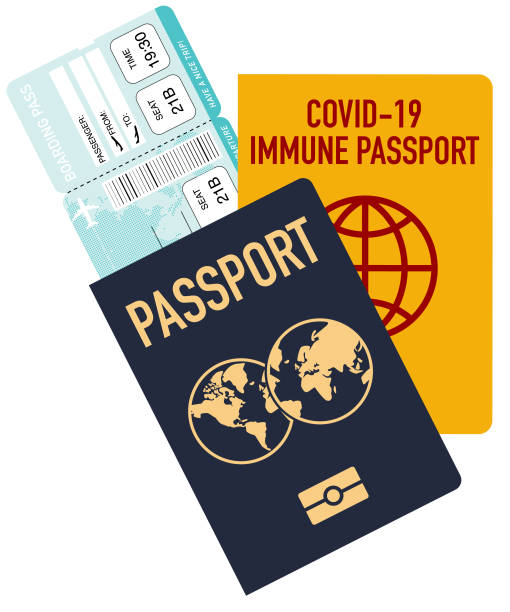 BOARDING PASS
PASSENGER:
FROM:
TO:
TIME:
19:30
SEAT
21B
HAVE A NICE TRIP!
SEAT
21B
COVID-19
IMMUNE PASSPORT
PASSPORT